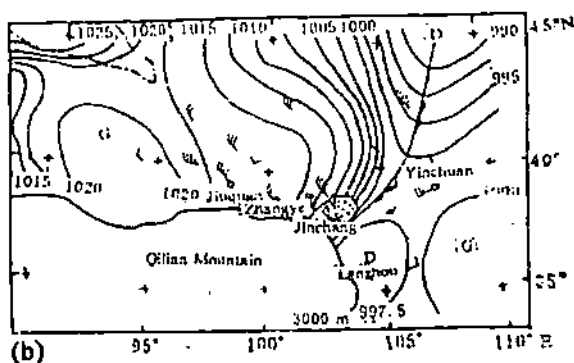 1025 1020 1015 1010 1005 1000 D 990 45°N
995
G
40°
1015 1020 1020 Jiuquan Yinchuan
Zhangye
Jinchang
(G)
Qilian Mountain D
Lanzhou 35°
3000 m 997.5
(b) 95° 100° 105° 110° E